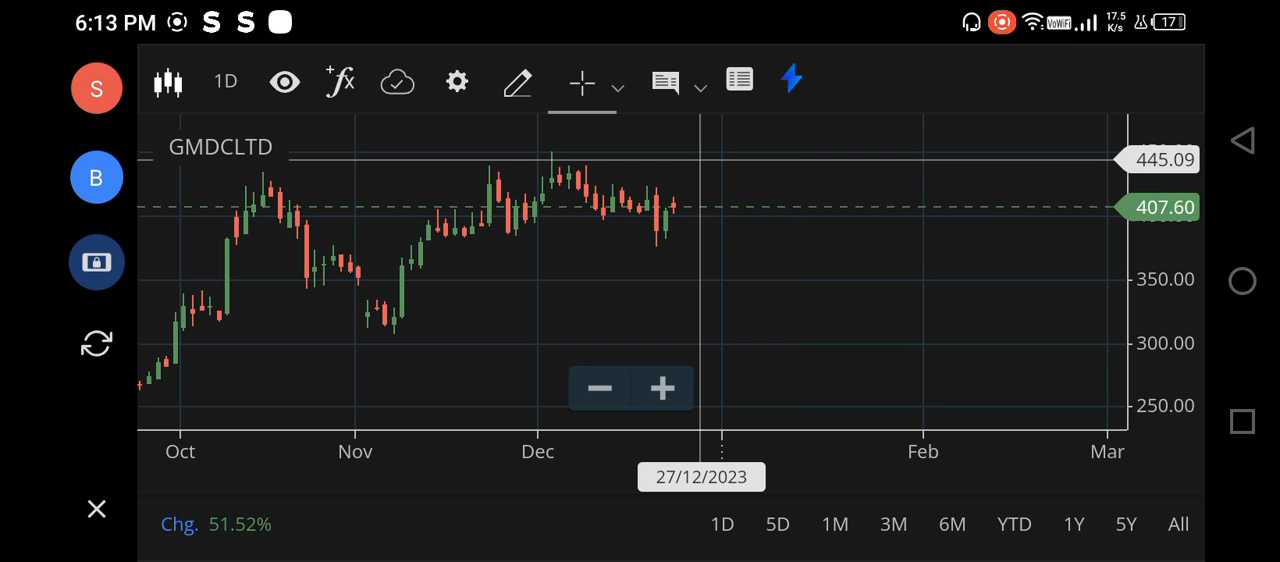 6:13 PM S S VoWiFi 17.5 K/s 17
S
1D +fx
B
GMDCLTD
445.09
407.60
350.00
300.00
250.00
Oct Nov Dec Feb Mar
27/12/2023
Chg. 51.52% 1D 5D 1M 3M 6M YTD 1Y 5Y All